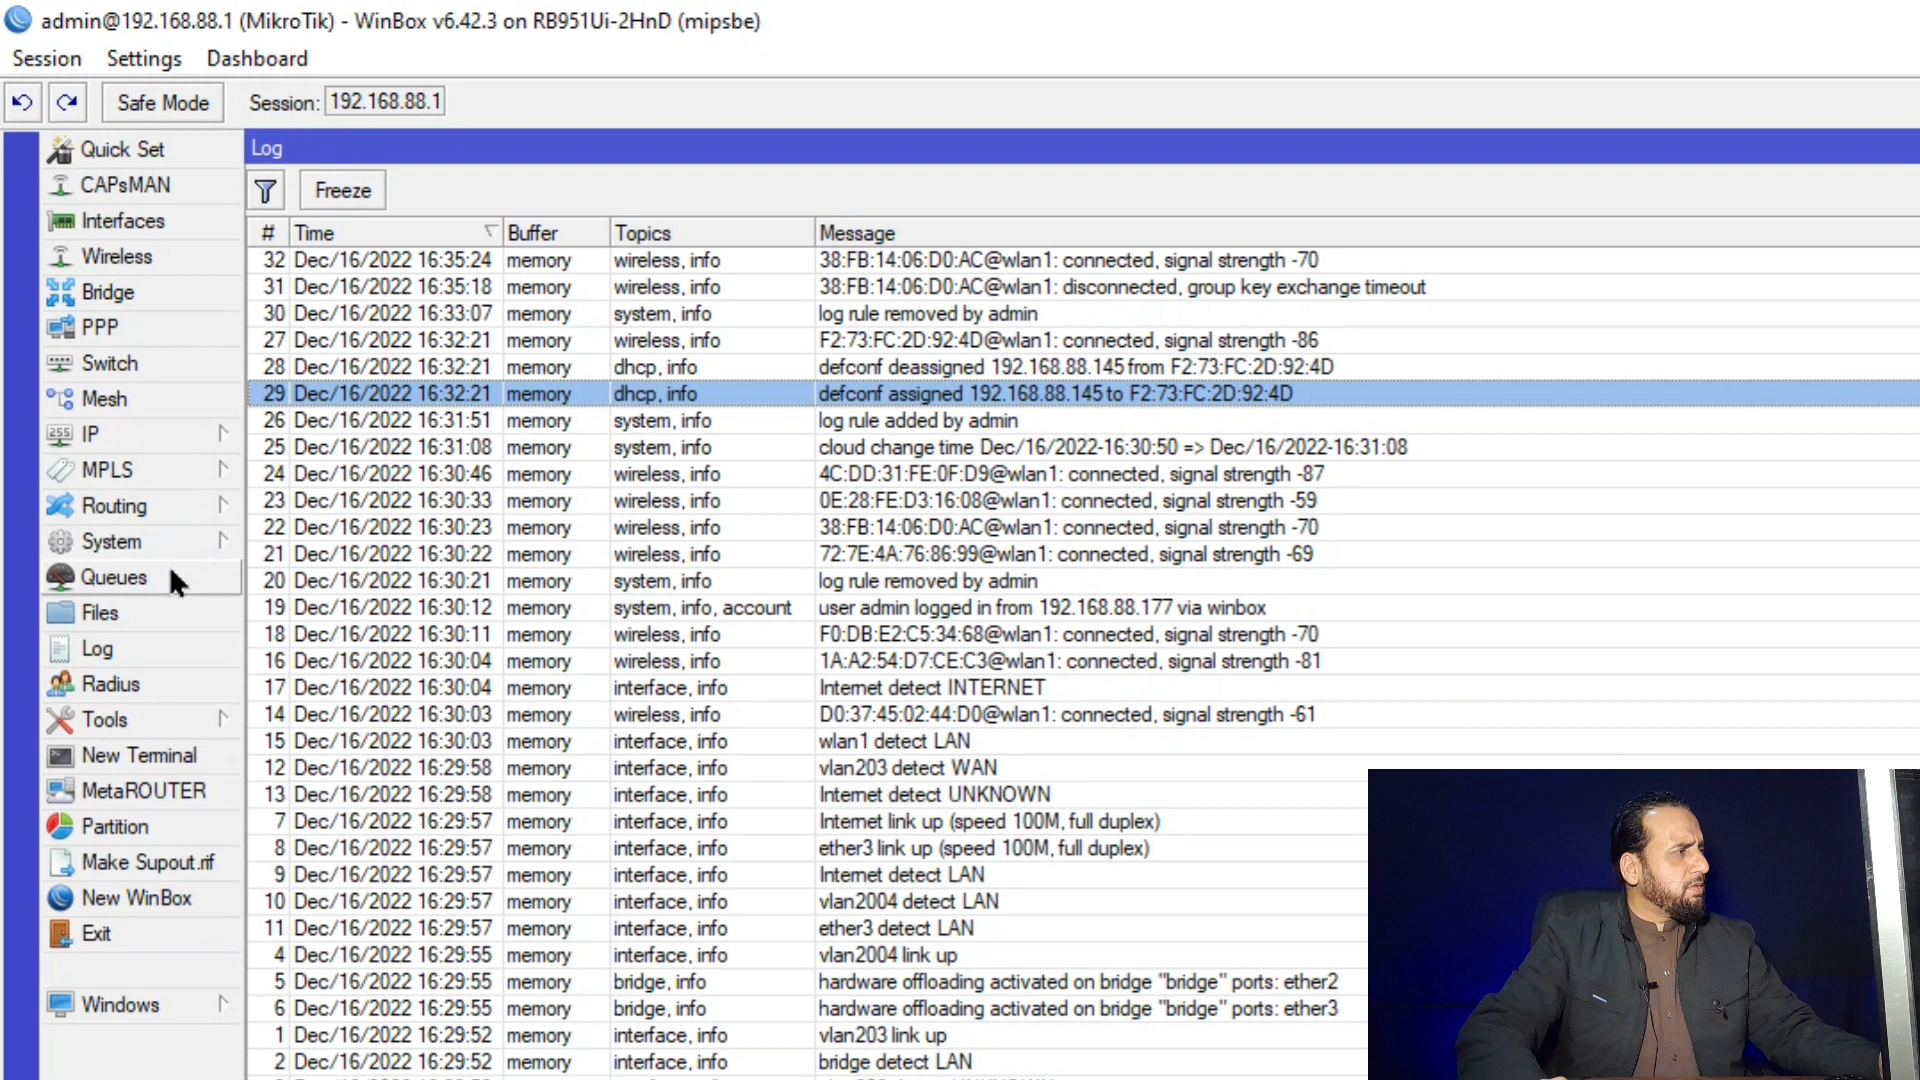 admin@192.168.88.1 (MikroTik) - WinBox v6.42.3 on RB951Ui-2HnD (mipsbe)
Session Settings Dashboard
Safe Mode Session: 192.168.88.1
Quick Set
CAPsMAN
Interfaces
Wireless
Bridge
PPP
Switch
Mesh
255 IP
MPLS
Routing
System
Queues
Files
Log
Radius
Tools
New Terminal
MetaROUTER
Partition
Make Supout.rif
New WinBox
Exit
Windows
Log
Freeze
# Time Buffer Topics Message
32 Dec/16/2022 16:35:24 memory wireless, info 38:FB:14:06:D0:AC@wlan1: connected, signal strength -70
31 Dec/16/2022 16:35:18 memory wireless, info 38:FB:14:06:D0:AC@wlan1: disconnected, group key exchange timeout
30 Dec/16/2022 16:33:07 memory system, info log rule removed by admin
27 Dec/16/2022 16:32:21 memory wireless, info F2:73:FC:2D:92:4D@wlan1: connected, signal strength -86
28 Dec/16/2022 16:32:21 memory dhcp, info defconf deassigned 192.168.88.145 from F2:73:FC:2D:92:4D
29 Dec/16/2022 16:32:21 memory dhcp, info defconf assigned 192.168.88.145 to F2:73:FC:2D:92:4D
26 Dec/16/2022 16:31:51 memory system, info log rule added by admin
25 Dec/16/2022 16:31:08 memory system, info cloud change time Dec/16/2022-16:30:50 => Dec/16/2022-16:31:08
24 Dec/16/2022 16:30:46 memory wireless, info 4C:DD:31:FE:0F:D9@wlan1: connected, signal strength -87
23 Dec/16/2022 16:30:33 memory wireless, info 0E:28:FE:D3:16:08@wlan1: connected, signal strength -59
22 Dec/16/2022 16:30:23 memory wireless, info 38:FB:14:06:D0:AC@wlan1: connected, signal strength -70
21 Dec/16/2022 16:30:22 memory wireless, info 72:7E:4A:76:86:99@wlan1: connected, signal strength -69
20 Dec/16/2022 16:30:21 memory system, info log rule removed by admin
19 Dec/16/2022 16:30:12 memory system, info, account user admin logged in from 192.168.88.177 via winbox
18 Dec/16/2022 16:30:11 memory wireless, info F0:DB:E2:C5:34:68@wlan1: connected, signal strength -70
16 Dec/16/2022 16:30:04 memory wireless, info 1A:A2:54:D7:CE:C3@wlan1: connected, signal strength -81
17 Dec/16/2022 16:30:04 memory interface, info Internet detect INTERNET
14 Dec/16/2022 16:30:03 memory wireless, info D0:37:45:02:44:D0@wlan1: connected, signal strength -61
15 Dec/16/2022 16:30:03 memory interface, info wlan1 detect LAN
12 Dec/16/2022 16:29:58 memory interface, info vlan203 detect WAN
13 Dec/16/2022 16:29:58 memory interface, info Internet detect UNKNOWN
7 Dec/16/2022 16:29:57 memory interface, info Internet link up (speed 100M, full duplex)
8 Dec/16/2022 16:29:57 memory interface, info ether3 link up (speed 100M, full duplex)
9 Dec/16/2022 16:29:57 memory interface, info Internet detect LAN
10 Dec/16/2022 16:29:57 memory interface, info vlan2004 detect LAN
11 Dec/16/2022 16:29:57 memory interface, info ether3 detect LAN
4 Dec/16/2022 16:29:55 memory interface, info vlan2004 link up
5 Dec/16/2022 16:29:55 memory bridge, info hardware offloading activated on bridge "bridge" ports: ether2
6 Dec/16/2022 16:29:55 memory bridge, info hardware offloading activated on bridge "bridge" ports: ether3
1 Dec/16/2022 16:29:52 memory interface, info vlan203 link up
2 Dec/16/2022 16:29:52 memory interface, info bridge detect LAN